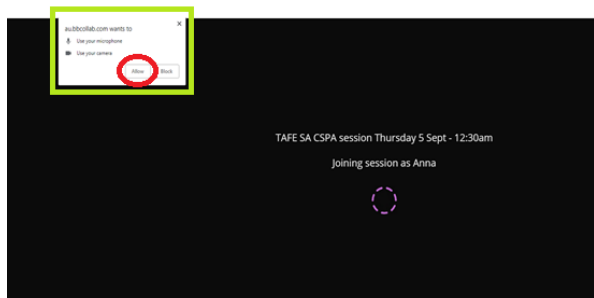 au.bbcollab.com wants to
Use your microphone
Use your camera
Allow Block
TAFE SA CSPA session Thursday 5 Sept - 12:30am
Joining session as Anna